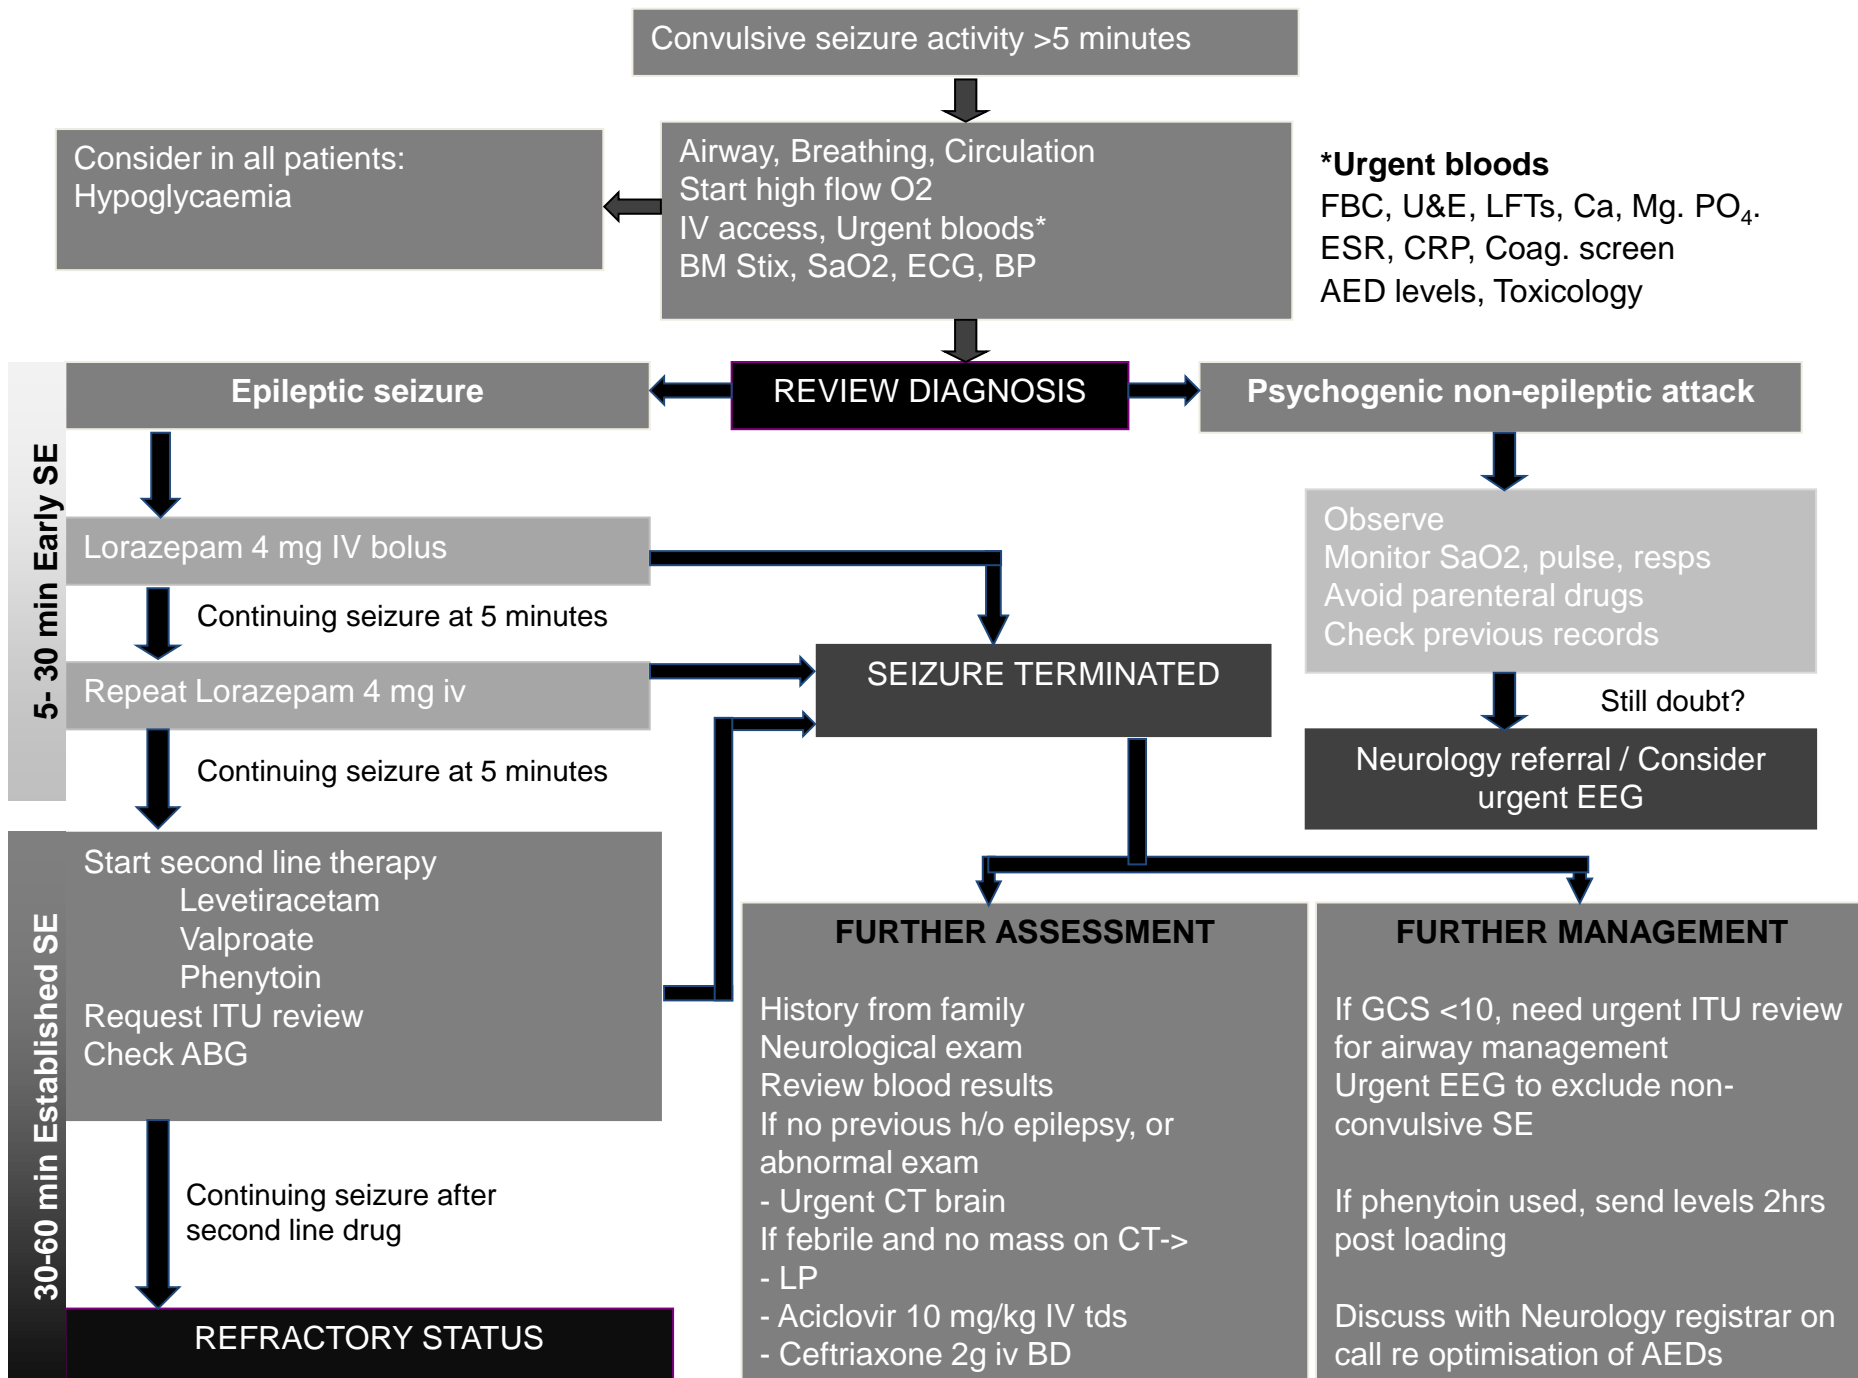 Convulsive seizure activity >5 minutes
Consider in all patients:
Hypoglycaemia
Airway, Breathing, Circulation
Start high flow O2
IV access, Urgent bloods*
BM Stix, SaO2, ECG, BP
*Urgent bloods
FBC, U&E, LFTs, Ca, Mg. PO₄.
ESR, CRP, Coag. screen
AED levels, Toxicology
Epileptic seizure
REVIEW DIAGNOSIS
Psychogenic non-epileptic attack
5- 30 min Early SE
Lorazepam 4 mg IV bolus
Continuing seizure at 5 minutes
Repeat Lorazepam 4 mg iv
Continuing seizure at 5 minutes
SEIZURE TERMINATED
Observe
Monitor SaO2, pulse, resps
Avoid parenteral drugs
Check previous records
Still doubt?
Neurology referral / Consider
urgent EEG
30-60 min Established SE
Start second line therapy
Levetiracetam
Valproate
Phenytoin
Request ITU review
Check ABG
Continuing seizure after
second line drug
REFRACTORY STATUS
FURTHER ASSESSMENT
History from family
Neurological exam
Review blood results
If no previous h/o epilepsy, or
abnormal exam
- Urgent CT brain
If febrile and no mass on CT->
- LP
- Aciclovir 10 mg/kg IV tds
- Ceftriaxone 2g iv BD
FURTHER MANAGEMENT
If GCS <10, need urgent ITU review
for airway management
Urgent EEG to exclude non-
convulsive SE
If phenytoin used, send levels 2hrs
post loading
Discuss with Neurology registrar on
call re optimisation of AEDs